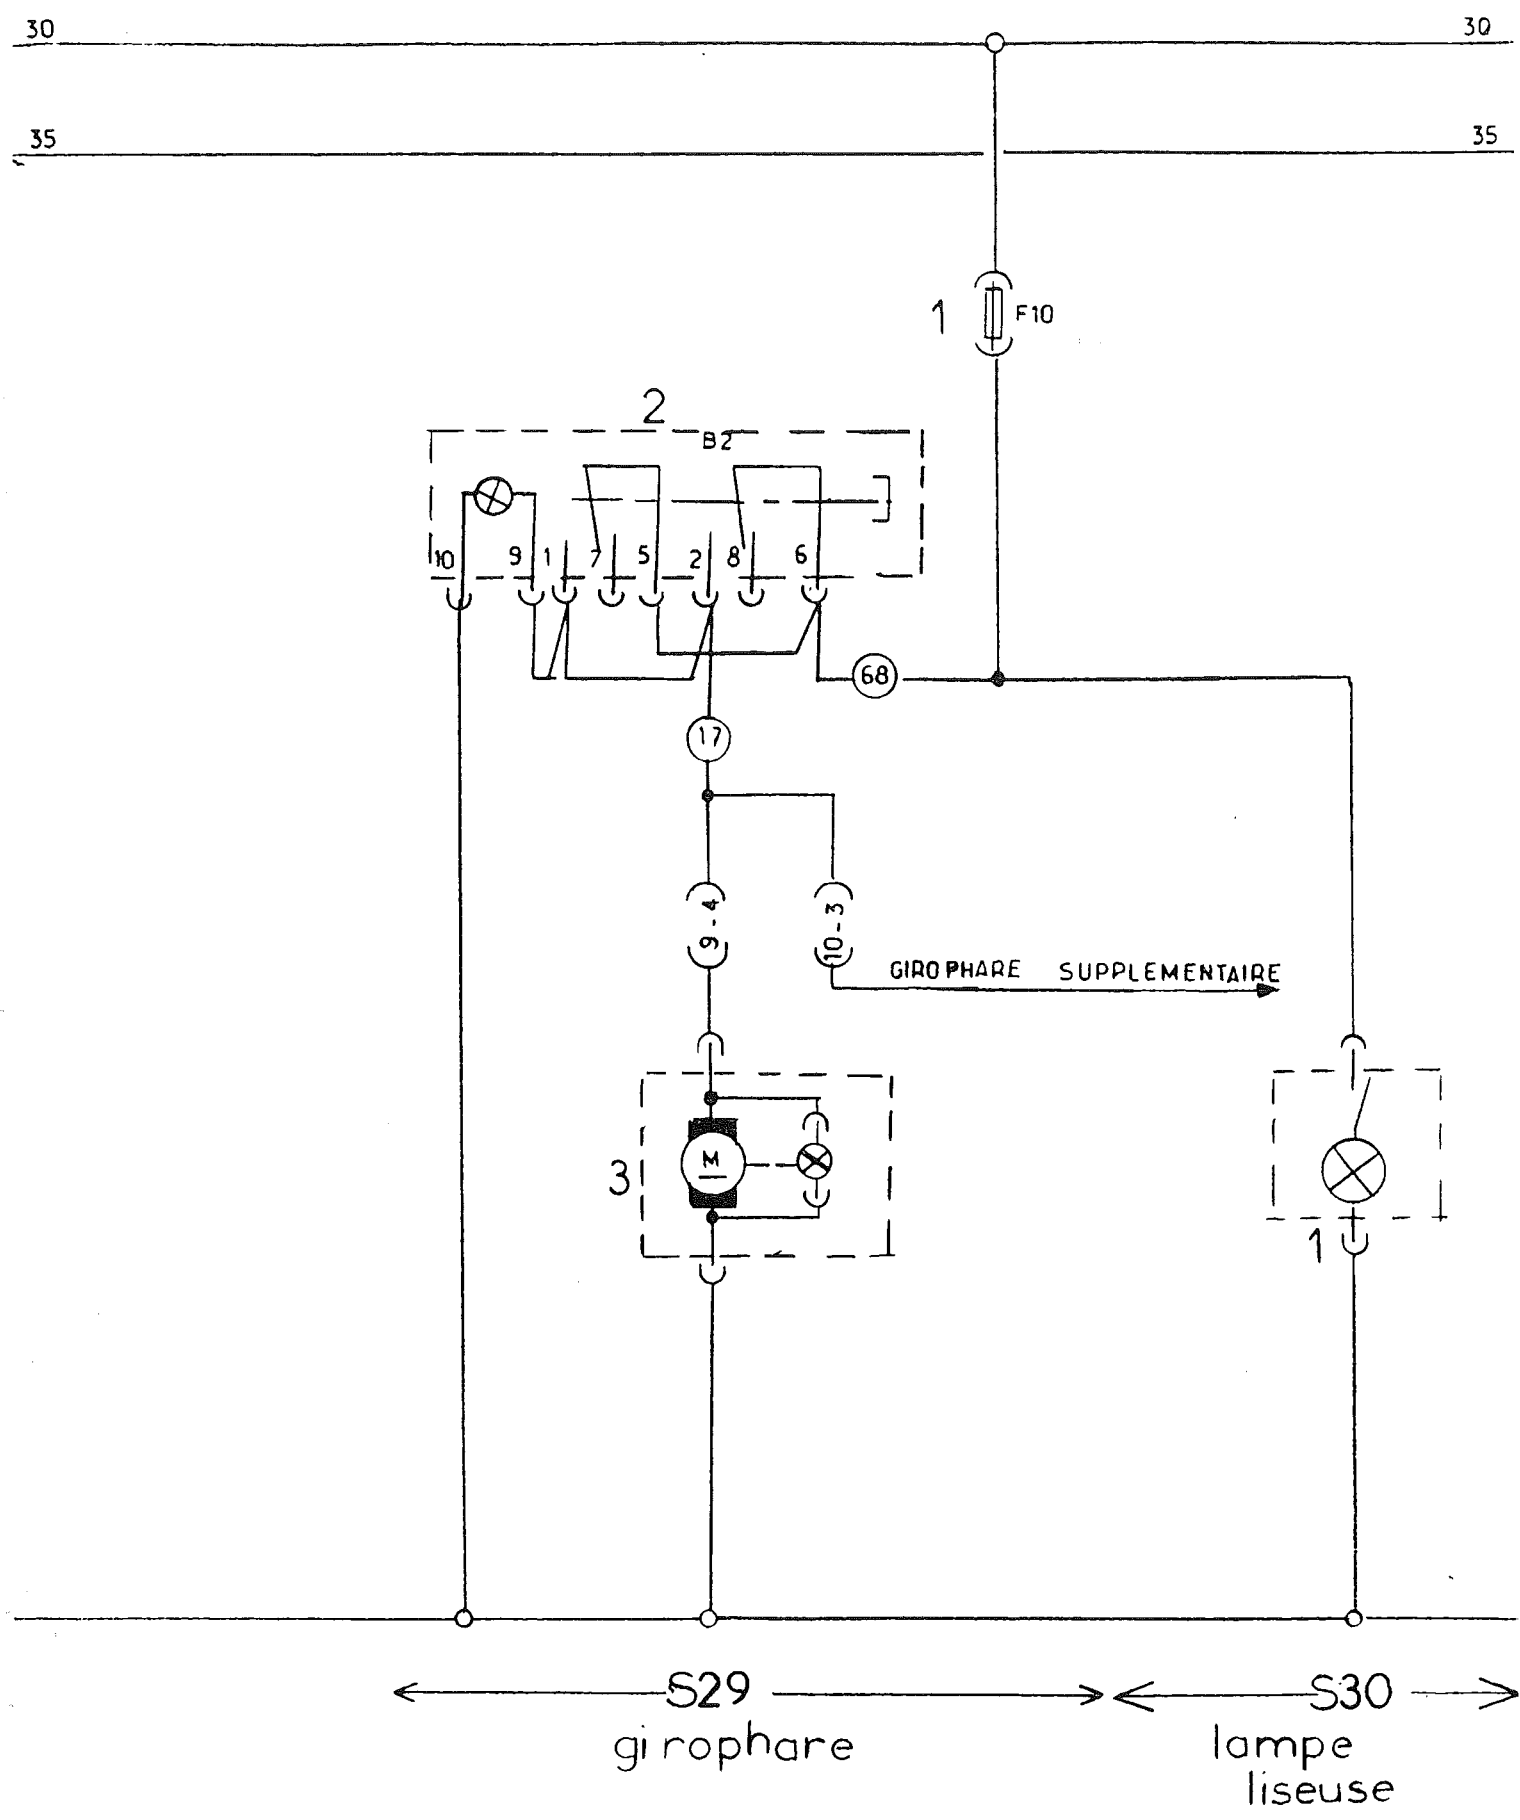 30 30
35 35
1 F10
2
B2
10 9 1 7 5 2 8 6
68
17
9-4 10-3
GIROPHARE SUPPLEMENTAIRE
M
3
1
S29 S30
girophare lampe
liseuse